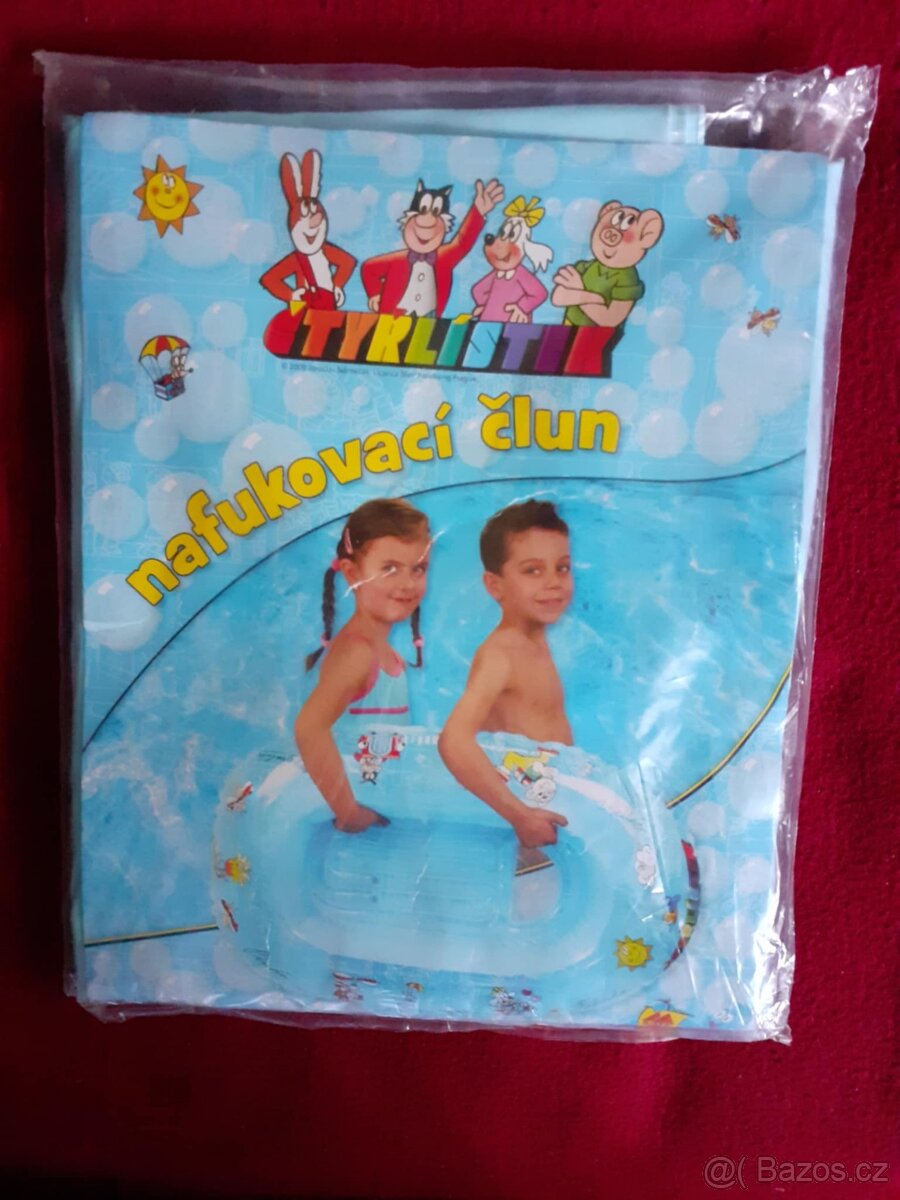 ČTYŘLÍSTEK
nafukovací člun
@( Bazos.cz